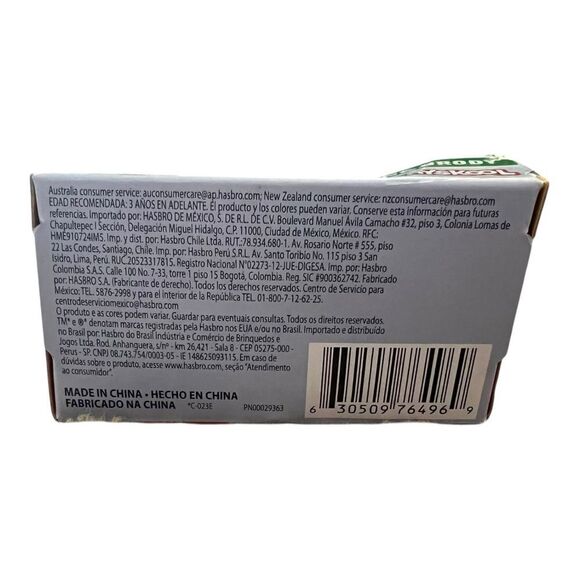 WRODY
PLAYSKOOL
Australia consumer service: auconsumercare@ap.hasbro.com; New Zealand consumer service: nzconsumercare@hasbro.com
EDAD RECOMENDADA: 3 AÑOS EN ADELANTE. El producto y los colores pueden variar. Conserve esta información para futuras
referencias. Importado por: HASBRO DE MÉXICO, S. DE R.L. DE C.V. Boulevard Manuel Ávila Camacho #32, piso 3, Colonia Lomas de
Chapultepec I Sección, Delegación Miguel Hidalgo, C.P. 11000, Ciudad de México, México. RFC:
HMÉ910724IM5. Imp. y dist. por: Hasbro Chile Ltda. RUT.:78.934.680-1. Av. Rosario Norte # 555, piso
22 Las Condes, Santiago, Chile. Imp. y dist. por: Hasbro Perú S.R.L. Av. Santo Toribio No. 115 piso 3 San
Isidro, Lima, Perú. RUC.20523317815. Registro Nacional N°02273-12-JUE-DIGESA. Imp. por: Hasbro
Colombia S.A.S. Calle 100 No. 7-33, torre 1 piso 15 Bogotá, Colombia. Reg. SIC #900362742. Fabricado
por: HASBRO S.A. (Fabricante de derecho). Todos los derechos reservados. Centro de Servicio para
México: TEL. 5876-2998 y para el interior de la República TEL. 01-800-7-12-62-25.
centrodeserviciomexico@hasbro.com
O produto e as cores podem variar. Guardar para eventuais consultas. Todos os direitos reservados.
TM* e ®* denotam marcas registradas pela Hasbro nos EUA e/ou no Brasil. Importado e distribuído
no Brasil por: Hasbro do Brasil Indústria e Comércio de Brinquedos e
Jogos Ltda. Rod. Anhanguera, s/nº - km 26,421 - Sala 8 - CEP 05275-000 -
Perus - SP. CNPJ 08.743.754/0003-05 - IE 148625093115. Em caso de
dúvidas sobre o produto, acesse www.hasbro.com, seção "Atendimento
ao consumidor".
MADE IN CHINA • HECHO EN CHINA
FABRICADO NA CHINA *C-023E PN00029363
6 30509 76496 9